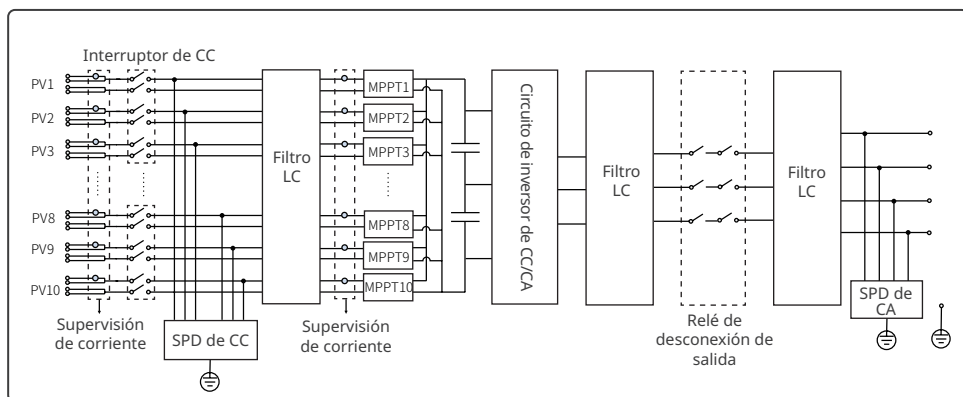 Interruptor de CC
PV1
PV2
PV3
PV8
PV9
PV10
Supervisión
de corriente
SPD de CC
Filtro
LC
Supervisión
de corriente
MPPT1
MPPT2
MPPT3
MPPT8
MPPT9
MPPT10
Circuito de inversor de CC/CA
Filtro
LC
Relé de
desconexión de
salida
Filtro
LC
SPD de
CA